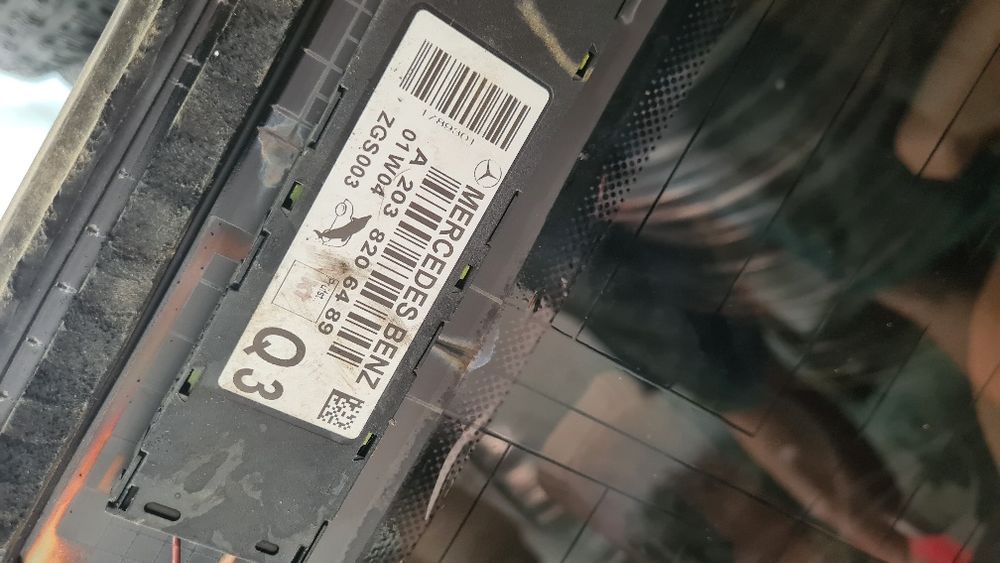 MERCEDES BENZ
A 203 820 64 89
01W04
ZGS003
Q3